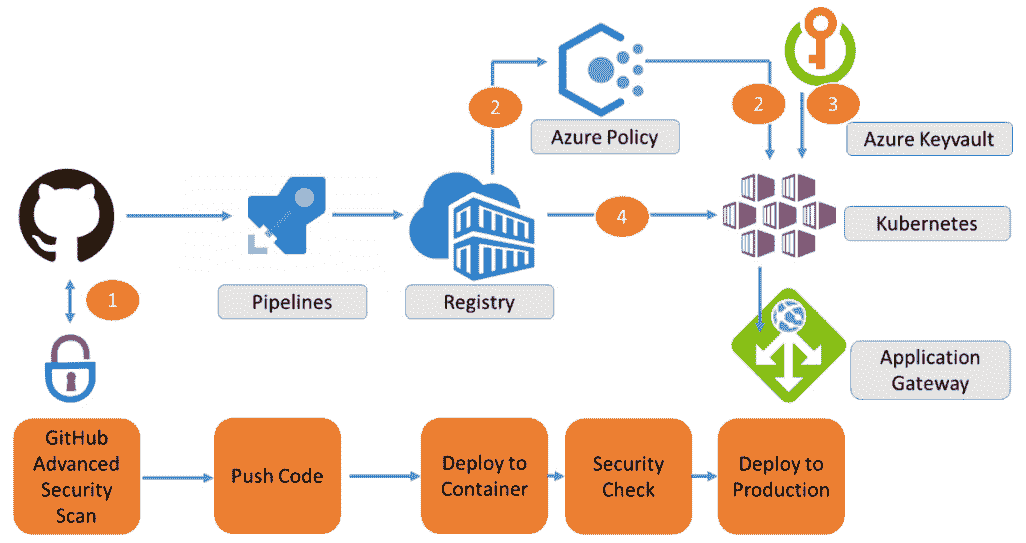 2
2
3
Azure Policy
Azure Keyvault
4
Kubernetes
1
Pipelines
Registry
Application
Gateway
GitHub
Advanced
Security
Scan
Push Code
Deploy to
Container
Security
Check
Deploy to
Production